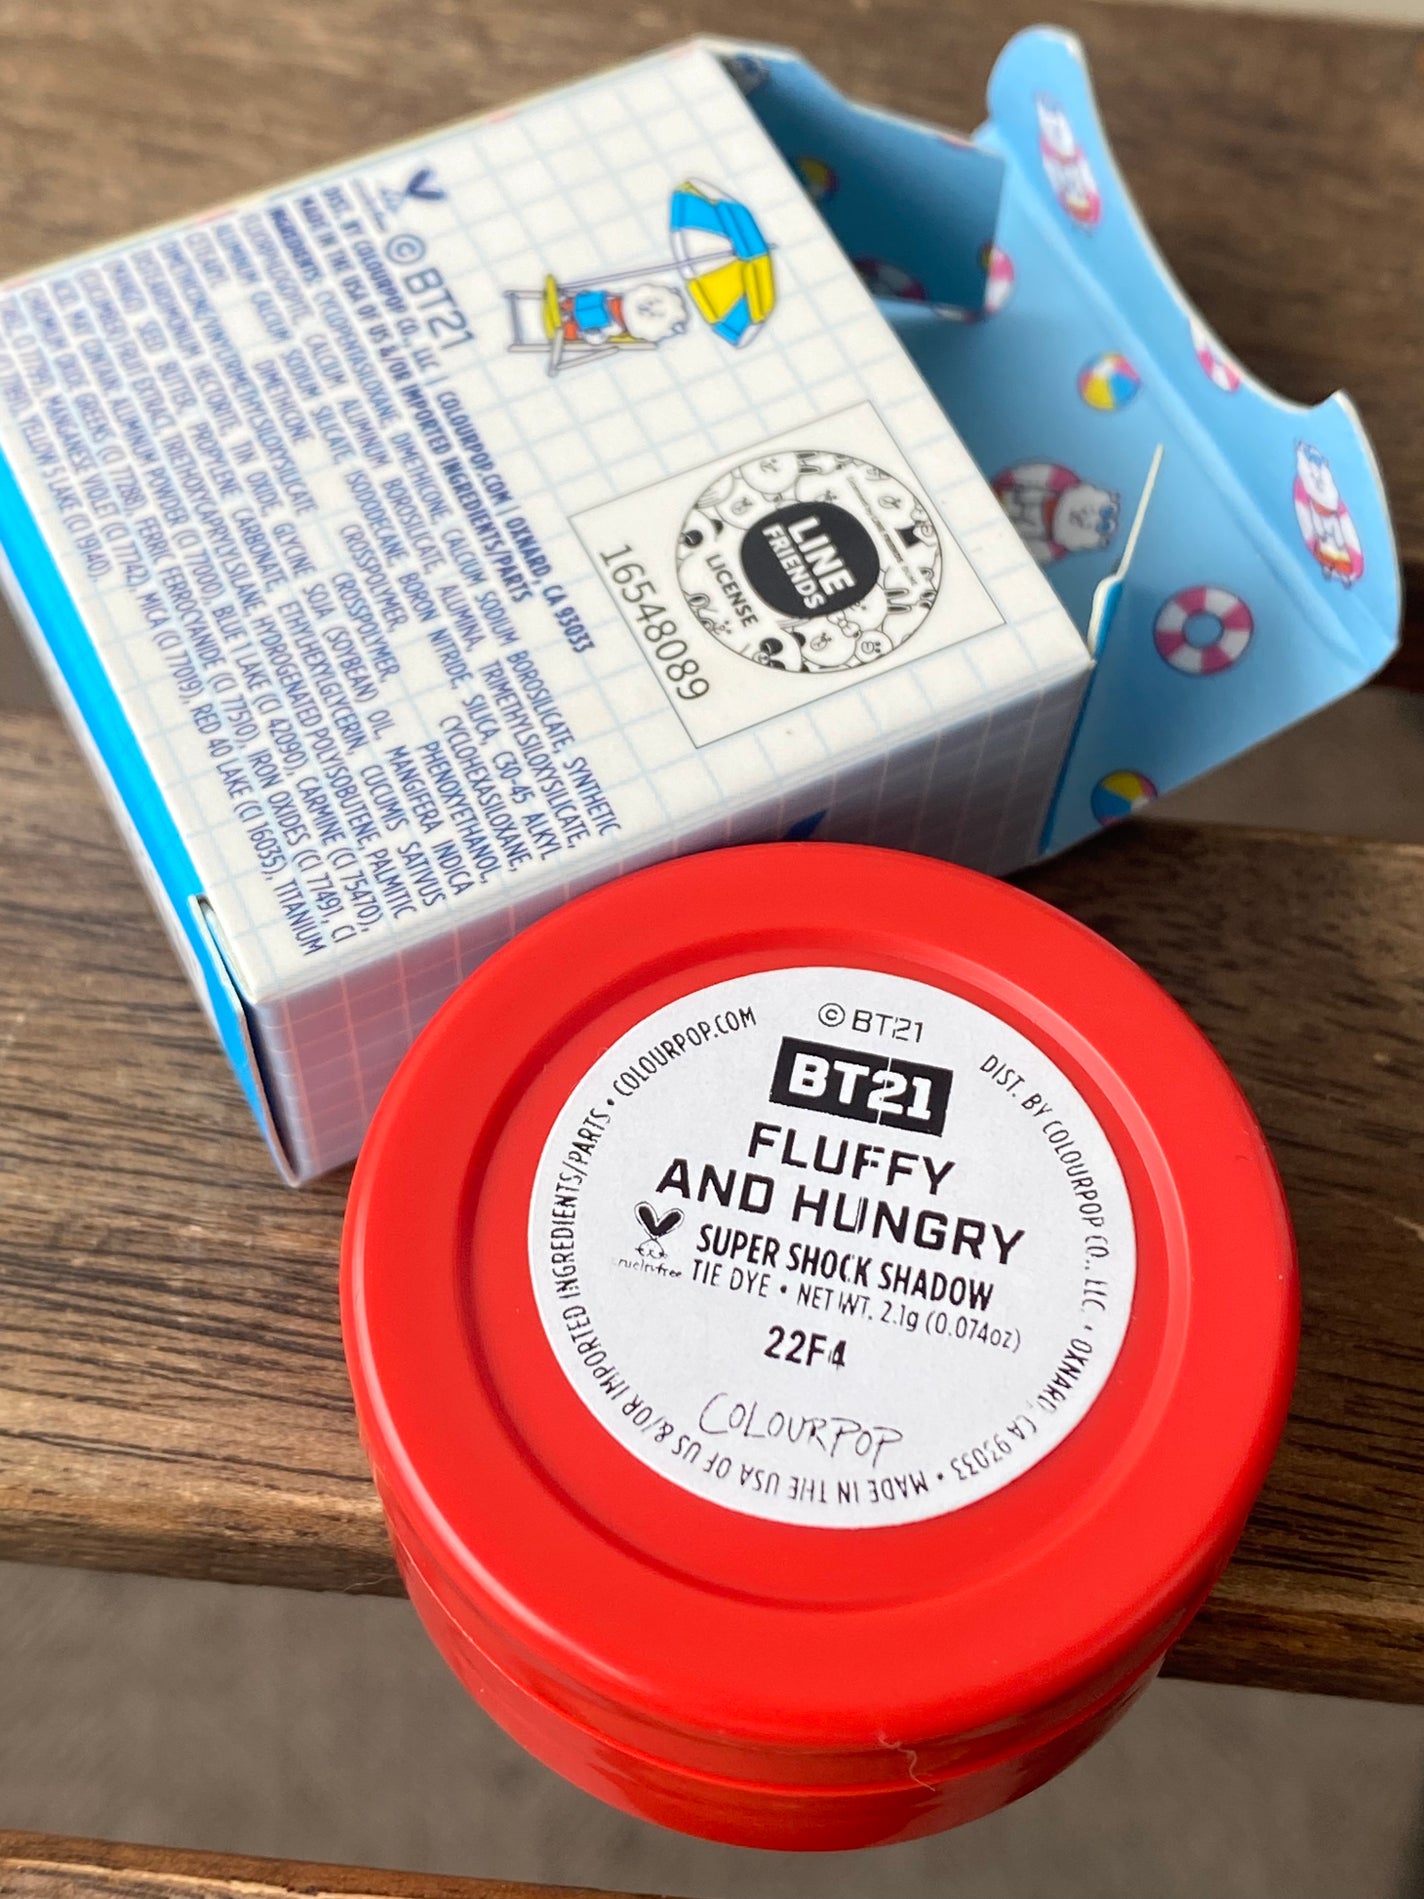 © BT21
DIST. BY COLOURPOP CO., LLC | COLOURPOP.COM | OXNARD, CA 93033
MADE IN THE USA OF US &/OR IMPORTED INGREDIENTS/PARTS
INGREDIENTS: CYCLOPENTASILOXANE, DIMETHICONE, CALCIUM SODIUM BOROSILICATE, SYNTHETIC
FLUORPHLOGOPITE, CALCIUM ALUMINUM BOROSILICATE, ALUMINA, TRIMETHYLSILOXYSILICATE,
ALUMINUM CALCIUM SODIUM SILICATE, ISODODECANE, BORON NITRIDE, SILICA, C30-45 ALKYL
CETEARYL DIMETHICONE CROSSPOLYMER, CYCLOHEXASILOXANE,
DIMETHICONE/VINYLTRIMETHYLSILOXYSILICATE CROSSPOLYMER, PHENOXYETHANOL,
DISTEARDIMONIUM HECTORITE, TIN OXIDE, GLYCINE SOJA (SOYBEAN) OIL, MANGIFERA INDICA
(MANGO) SEED BUTTER, PROPYLENE CARBONATE, ETHYLHEXYLGLYCERIN, CUCUMIS SATIVUS
(CUCUMBER) FRUIT EXTRACT, TRIETHOXYCAPRYLYLSILANE, HYDROGENATED POLYISOBUTENE, PALMITIC
ACID, MAY CONTAIN: ALUMINUM POWDER (CI 77000), BLUE 1 LAKE (CI 42090), CARMINE (CI 75470),
CHROMIUM OXIDE GREENS (CI 77288), FERRIC FERROCYANIDE (CI 77510), IRON OXIDES (CI 77491, CI
77499), MANGANESE VIOLET (CI 77742), MICA (CI 77019), RED 40 LAKE (CI 16035), TITANIUM
YELLOW 5 LAKE (CI 19140).
LINE
FRIENDS
LICENSE
16548089
© BT21
BT21
FLUFFY
AND HUNGRY
SUPER SHOCK SHADOW
cruelty free
TIE DYE • NET WT. 2.1g (0.074oz)
22F4
COLOURPOP
DIST. BY COLOURPOP CO., LLC • OXNARD, CA 93033 • MADE IN THE USA OF US &/OR IMPORTED INGREDIENTS/PARTS • COLOURPOP.COM